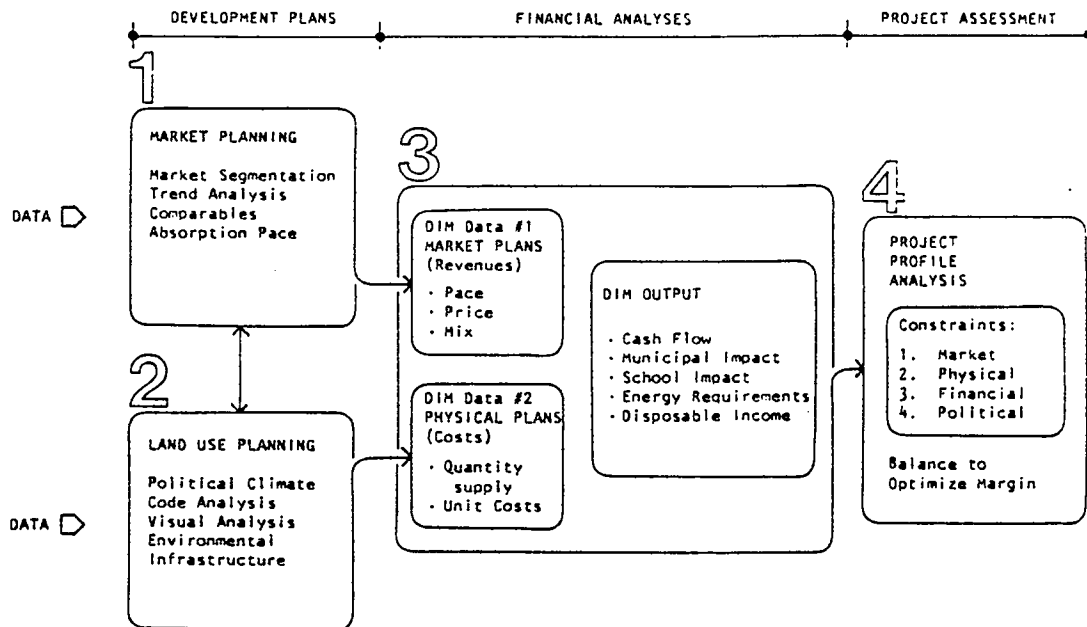 DEVELOPMENT PLANS
FINANCIAL ANALYSES
PROJECT ASSESSMENT
1
MARKET PLANNING
Market Segmentation
Trend Analysis
Comparables
Absorption Pace
DATA
2
LAND USE PLANNING
Political Climate
Code Analysis
Visual Analysis
Environmental
Infrastructure
DATA
3
DIM Data #1
MARKET PLANS
(Revenues)
· Pace
· Price
· Mix
DIM Data #2
PHYSICAL PLANS
(Costs)
· Quantity
supply
· Unit Costs
DIM OUTPUT
· Cash Flow
· Municipal Impact
· School Impact
· Energy Requirements
· Disposable Income
4
PROJECT
PROFILE
ANALYSIS
Constraints:
1. Market
2. Physical
3. Financial
4. Political
Balance to
Optimize Margin